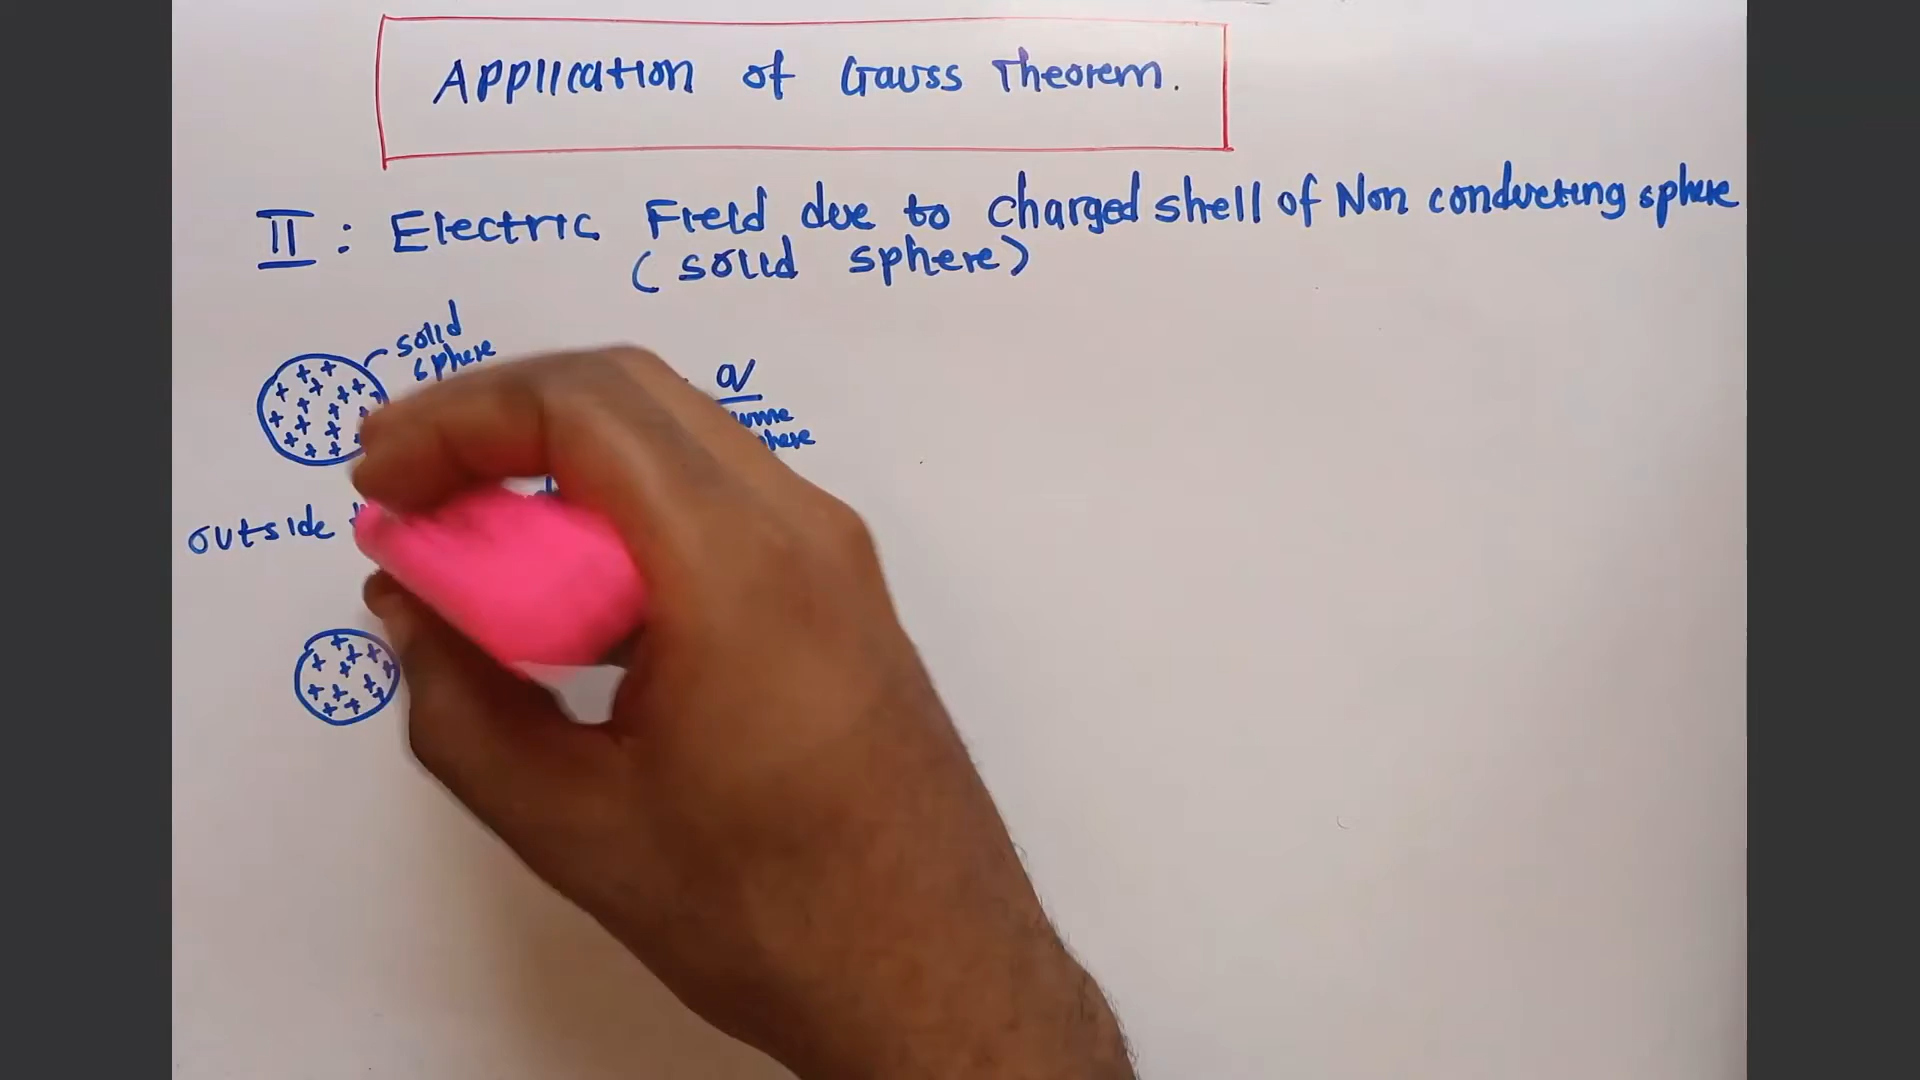 Application of Gauss Theorem.
II : Electric Field due to charged shell of Non conducting sphere
(solid sphere)
solid
sphere
q
outside